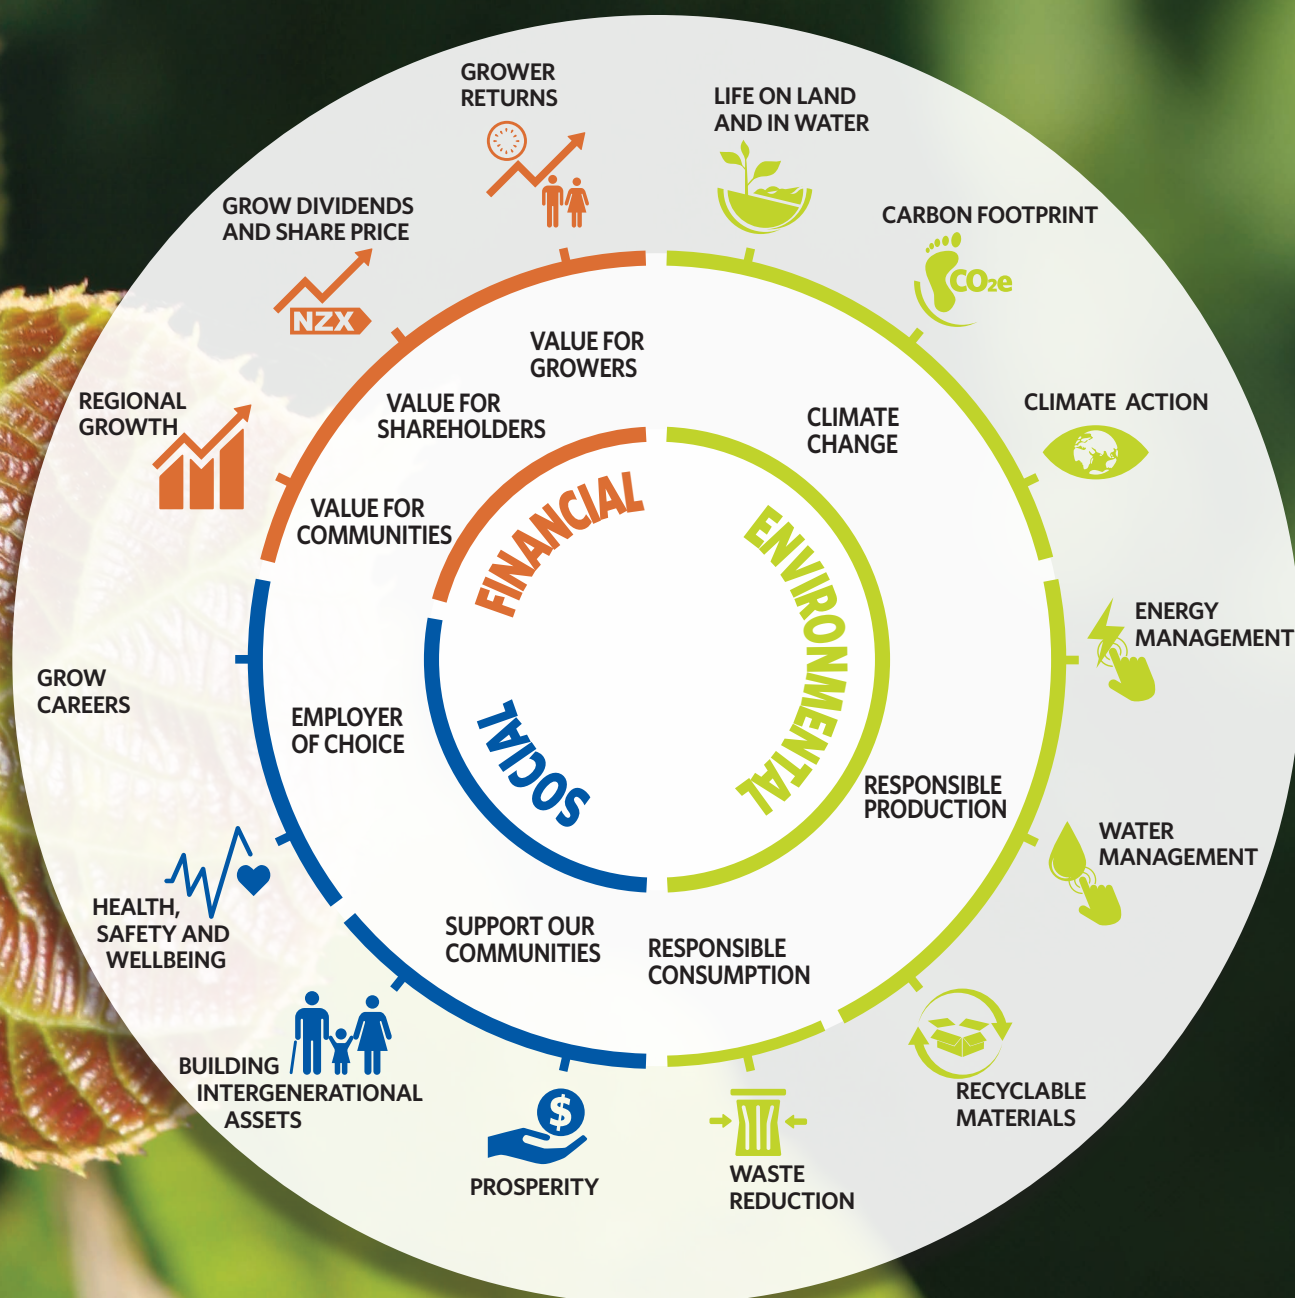 GROWER
RETURNS
LIFE ON LAND
AND IN WATER
GROW DIVIDENDS
AND SHARE PRICE
NZX
CARBON FOOTPRINT
CO₂e
REGIONAL
GROWTH
CLIMATE ACTION
VALUE FOR
GROWERS
VALUE FOR
SHAREHOLDERS
VALUE FOR
COMMUNITIES
CLIMATE
CHANGE
FINANCIAL
ENVIRONMENTAL
SOCIAL
ENERGY
MANAGEMENT
GROW
CAREERS
EMPLOYER
OF CHOICE
RESPONSIBLE
PRODUCTION
WATER
MANAGEMENT
HEALTH,
SAFETY AND
WELLBEING
SUPPORT OUR
COMMUNITIES
RESPONSIBLE
CONSUMPTION
BUILDING
INTERGENERATIONAL
ASSETS
RECYCLABLE
MATERIALS
$
PROSPERITY
WASTE
REDUCTION